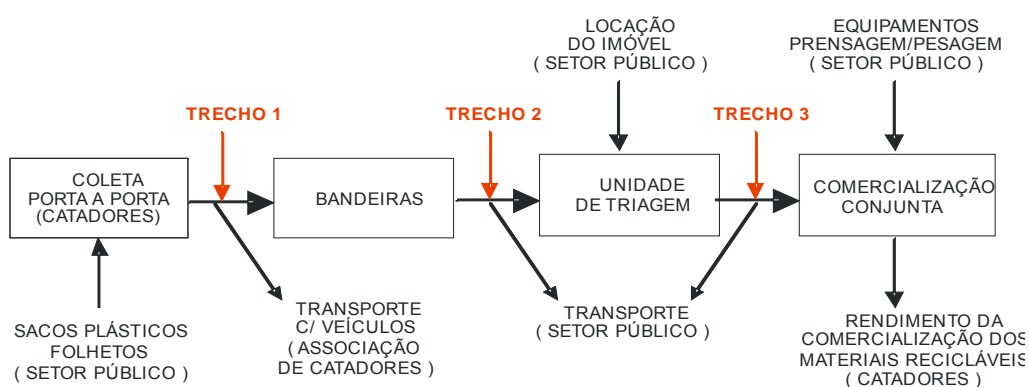 LOCAÇÃO
DO IMÓVEL
( SETOR PÚBLICO )
EQUIPAMENTOS
PRENSAGEM/PESAGEM
( SETOR PÚBLICO )
TRECHO 1
TRECHO 2
TRECHO 3
COLETA
PORTA A PORTA
(CATADORES)
BANDEIRAS
UNIDADE
DE TRIAGEM
COMERCIALIZAÇÃO
CONJUNTA
SACOS PLÁSTICOS
FOLHETOS
( SETOR PÚBLICO )
TRANSPORTE
C/ VEÍCULOS
( ASSOCIAÇÃO
DE CATADORES )
TRANSPORTE
( SETOR PÚBLICO )
RENDIMENTO DA
COMERCIALIZAÇÃO DOS
MATERIAIS RECICLÁVEIS
( CATADORES )